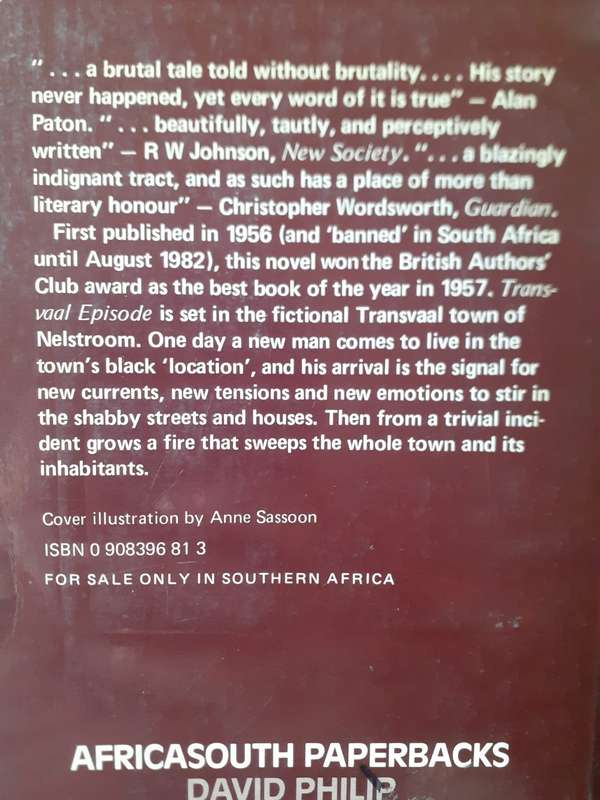 “ . . . a brutal tale told without brutality. . . . His story
never happened, yet every word of it is true” — Alan
Paton. “ . . . beautifully, tautly, and perceptively
written” — R W Johnson, New Society. “. . . a blazingly
indignant tract, and as such has a place of more than
literary honour” — Christopher Wordsworth, Guardian.
First published in 1956 (and ‘banned’ in South Africa
until August 1982), this novel won the British Authors’
Club award as the best book of the year in 1957. Trans-
vaal Episode is set in the fictional Transvaal town of
Nelstroom. One day a new man comes to live in the
town’s black ‘location’, and his arrival is the signal for
new currents, new tensions and new emotions to stir in
the shabby streets and houses. Then from a trivial inci-
dent grows a fire that sweeps the whole town and its
inhabitants.
Cover illustration by Anne Sassoon
ISBN 0 908396 81 3
FOR SALE ONLY IN SOUTHERN AFRICA
AFRICASOUTH PAPERBACKS
DAVID PHILIP